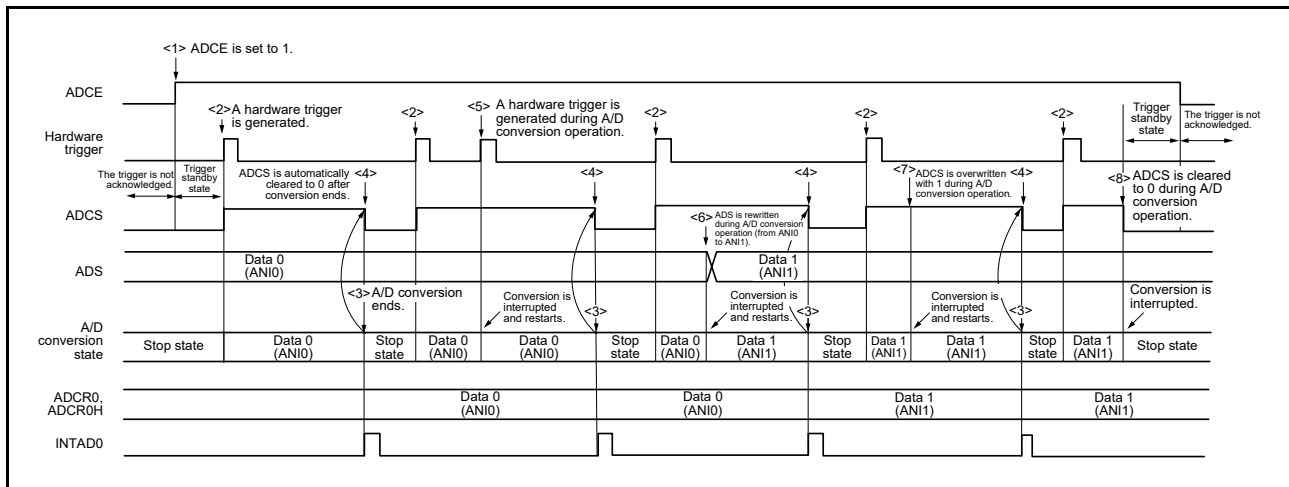 <1> ADCE is set to 1.
ADCE
<2> A hardware trigger
is generated.
<2>
<5> A hardware trigger is
generated during A/D
conversion operation.
<2>
<2>
<2>
Trigger
standby
state
The trigger is not
acknowledged.
Hardware
trigger
The trigger is not
acknowledged.
Trigger
standby
state
ADCS is automatically
cleared to 0 after
conversion ends.
<4>
<4>
<4>
<7> ADCS is overwritten
with 1 during A/D
conversion operation.
<4>
<8> ADCS is cleared
to 0 during A/D
conversion
operation.
ADCS
<6> ADS is rewritten
during A/D conversion
operation (from ANI0
to ANI1).
ADS
Data 0
(ANI0)
Data 1
(ANI1)
<3> A/D conversion
ends.
Conversion is
interrupted
and restarts.
<3>
Conversion is
interrupted
and restarts.
<3>
Conversion is
interrupted
and restarts.
<3>
Conversion is
interrupted.
A/D
conversion
state
Stop state
Data 0
(ANI0)
Stop
state
Data 0
(ANI0)
Data 0
(ANI0)
Stop
state
Data 0
(ANI0)
Data 1
(ANI1)
Stop
state
Data 1
(ANI1)
Data 1
(ANI1)
Stop
state
Data 1
(ANI1)
Stop state
ADCR0,
ADCR0H
Data 0
(ANI0)
Data 0
(ANI0)
Data 1
(ANI1)
Data 1
(ANI1)
INTAD0